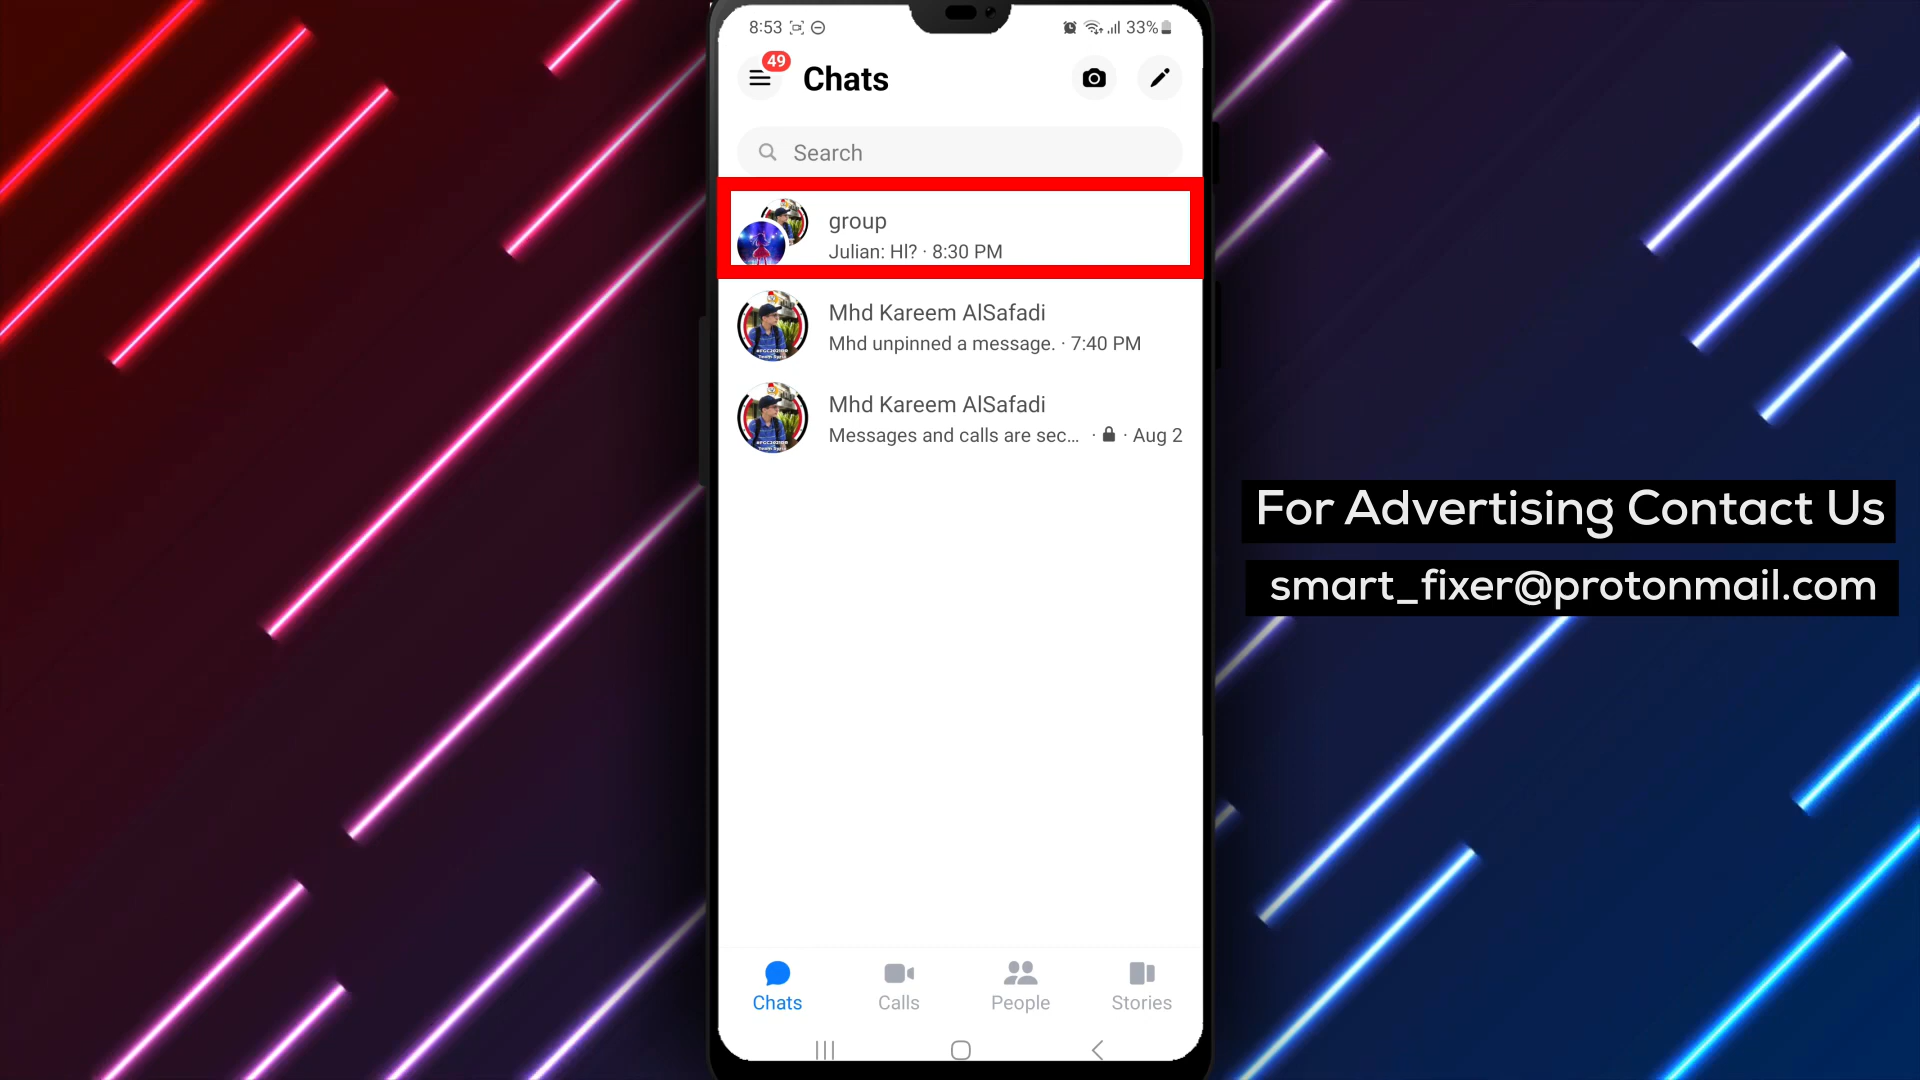 8:53
33%
49
Chats
Search
group
Julian: HI? · 8:30 PM
Mhd Kareem AlSafadi
Mhd unpinned a message. · 7:40 PM
Mhd Kareem AlSafadi
Messages and calls are sec... · · Aug 2
For Advertising Contact Us
smart_fixer@protonmail.com
Chats
Calls
People
Stories